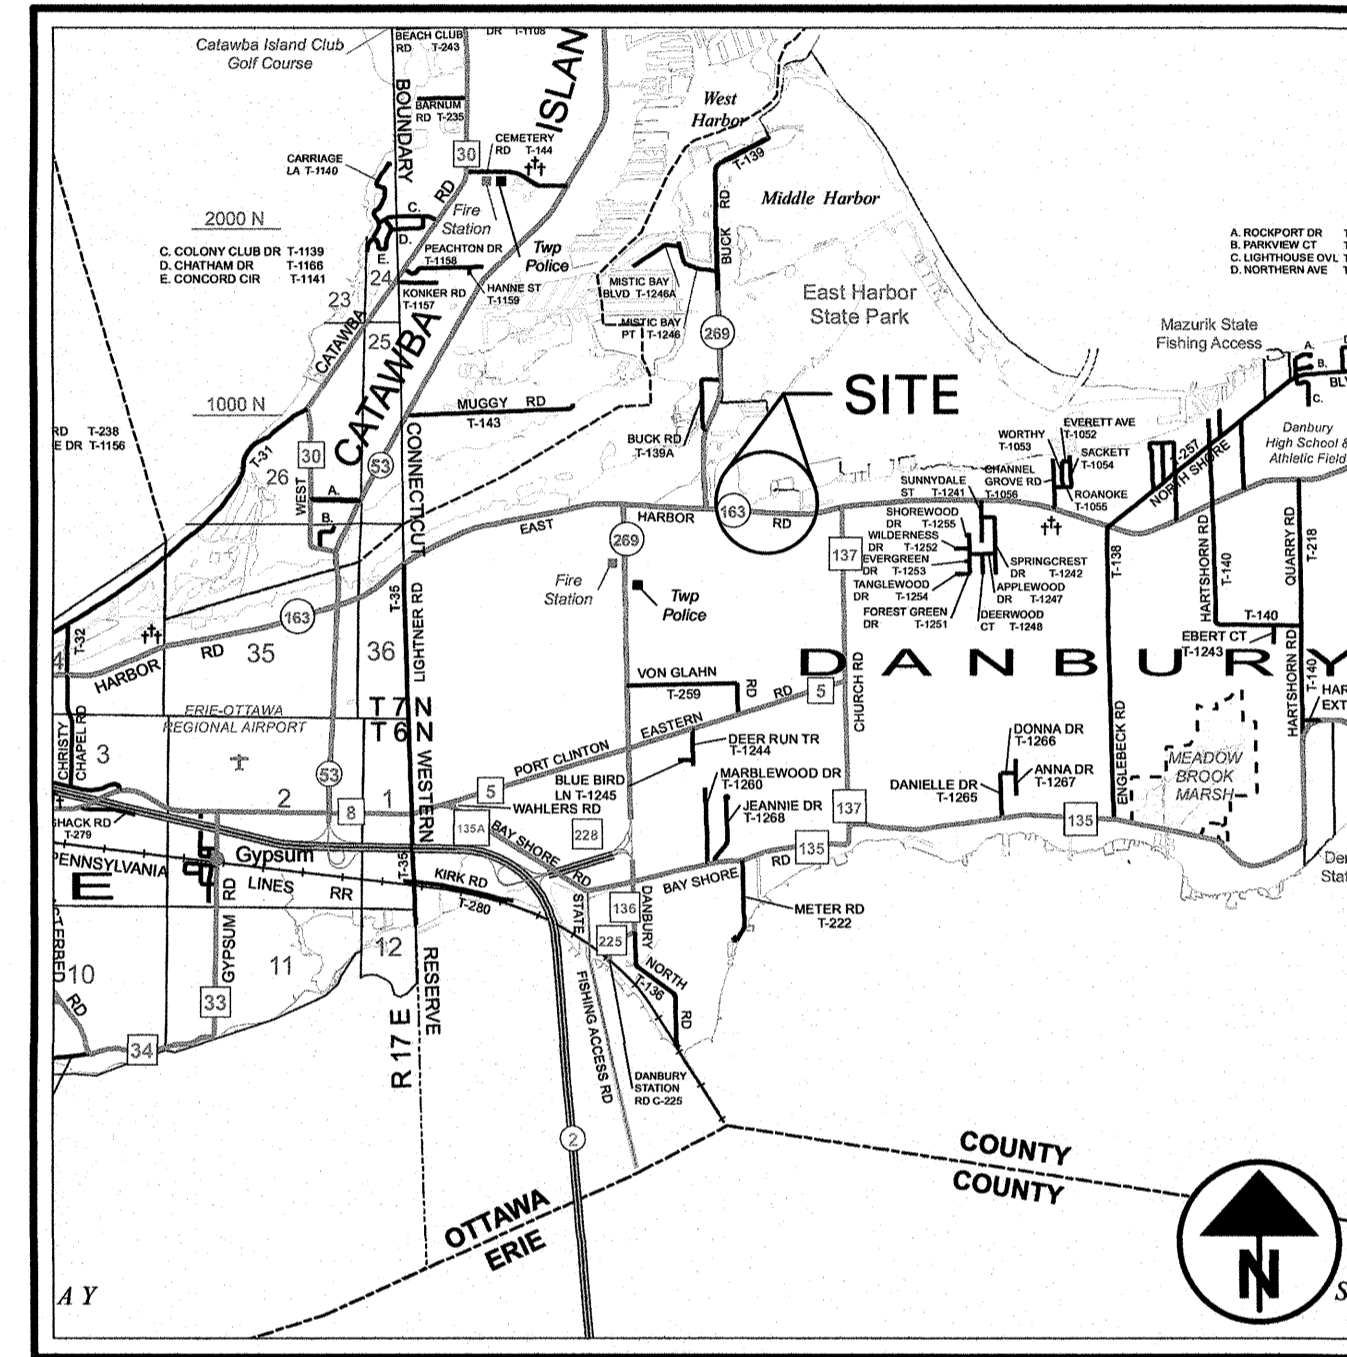 Catawba Island Club
Golf Course
BEACH CLUB
RD T-243
DR T-1108
BOUNDARY
BARNUM
RD T-235
ISLAN
West
Harbor
30
CEMETERY
RD T-144
CARRIAGE
LA T-1140
T-139
RD
Middle Harbor
2000 N
C.
D.
E.
Fire
Station
Twp
Police
BUCK RD
C. COLONY CLUB DR T-1139
D. CHATHAM DR T-1166
E. CONCORD CIR T-1141
PEACHTON DR
T-1158
A. ROCKPORT DR T
B. PARKVIEW CT T
C. LIGHTHOUSE OVL T
D. NORTHERN AVE T
24
KONKER RD
T-1157
HANNE ST
T-1159
MISTIC BAY
BLVD T-1246A
East Harbor
State Park
23
CATAWBA
25
CATAWBA
MISTIC BAY
PT T-1246
269
Mazurik State
Fishing Access
A.
B.
C.
BL
1000 N
MUGGY RD
T-143
SITE
RD T-238
E DR T-1156
T-31
30
WEST
26
53
CONNECTICUT
BUCK RD
T-139A
WORTHY
T-1053
EVERETT AVE
T-1052
SACKETT
T-1054
T-257
NORTH SHORE
Danbury
High School &
Athletic Field
CHANNEL
GROVE RD
T-1056
ROANOKE
T-1055
SUNNYDALE
ST T-1241
A.
B.
EAST
HARBOR
163
RD
SHOREWOOD
DR T-1255
WILDERNESS
DR T-1252
EVERGREEN
DR T-1253
TANGLEWOOD
DR T-1254
FOREST GREEN
DR T-1251
SPRINGCREST
DR T-1242
APPLEWOOD
DR T-1247
DEERWOOD
CT T-1248
269
137
T-138
HARTSHORN RD
T-140
QUARRY RD
T-218
Fire
Station
Twp
Police
T-35
LIGHTNER RD
163
T-32
HARBOR
RD
35
36
4
T-140
EBERT CT
T-1243
DANBURY
VON GLAHN
T-259
RD
RD
5
CHURCH RD
T-140
HARTSHORN RD
HAR
EXT
ERIE-OTTAWA
REGIONAL AIRPORT
T 7 N
T 6 N
CHRISTY
CHAPEL RD
3
2
1
53
8
WESTERN
PORT CLINTON
EASTERN
DEER RUN TR
T-1244
BLUE BIRD
LN T-1245
5
WAHLERS RD
MARBLEWOOD DR
T-1260
JEANNIE DR
T-1268
DONNA DR
T-1266
ANNA DR
T-1267
DANIELLE DR
T-1265
ENGLEBECK RD
MEADOW
BROOK
MARSH
137
135
135
RD
SHACK RD
T-279
135A
228
BAY SHORE
RD
BAY SHORE
PENNSYLVANIA
LINES
RR
Gypsum
E
T-35
KIRK RD
T-280
METER RD
T-222
STATE
136
DANBURY
225
NORTH
T-136
RD
GYPSUM RD
12
11
10
RD
33
34
RESERVE
R 17 E
FISHING ACCESS RD
DANBURY
STATION
RD C-225
2
COUNTY
COUNTY
OTTAWA
ERIE
N
A Y
S